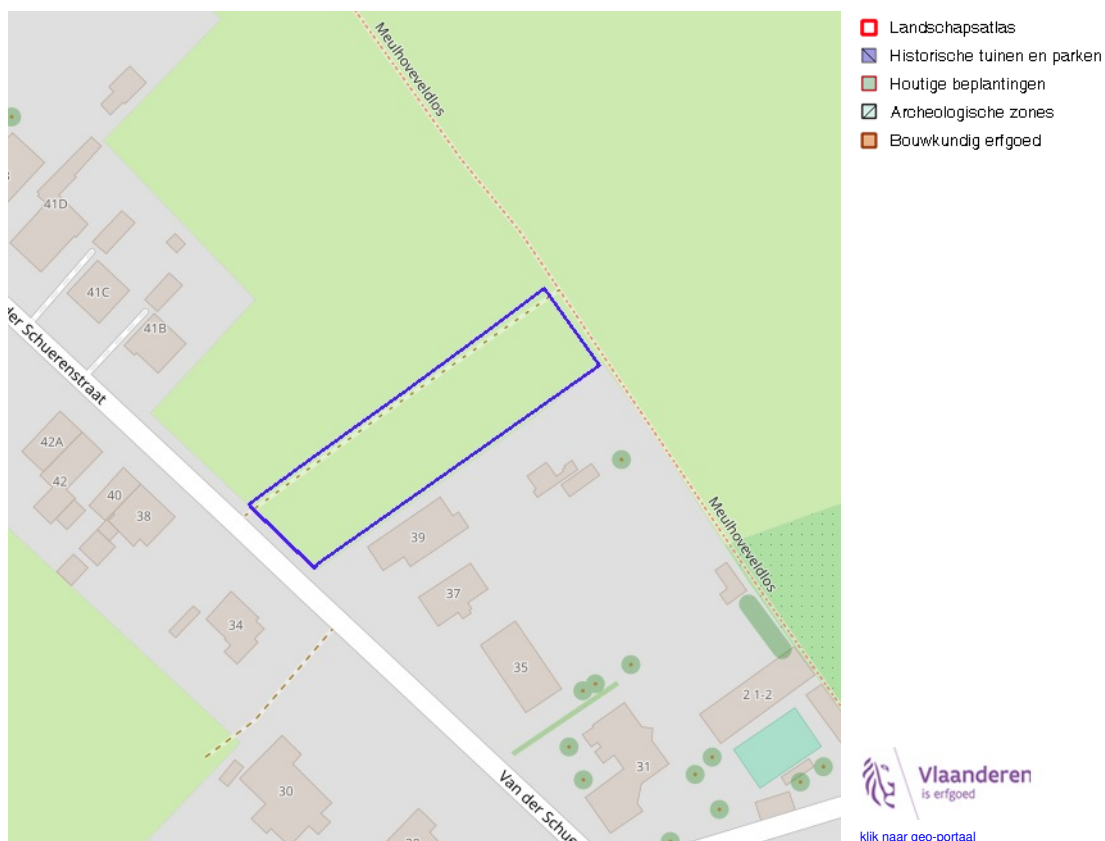 Meulhoveveldlos
41D
41C
41B
der Schuerenstraat
42A
42
40
38
39
37
34
35
Meulhoveveldlos
2 1-2
31
30
Van der Schue
Landschapsatlas
Historische tuinen en parken
Houtige beplantingen
Archeologische zones
Bouwkundig erfgoed
Vlaanderen
is erfgoed
klik naar geo-portaal